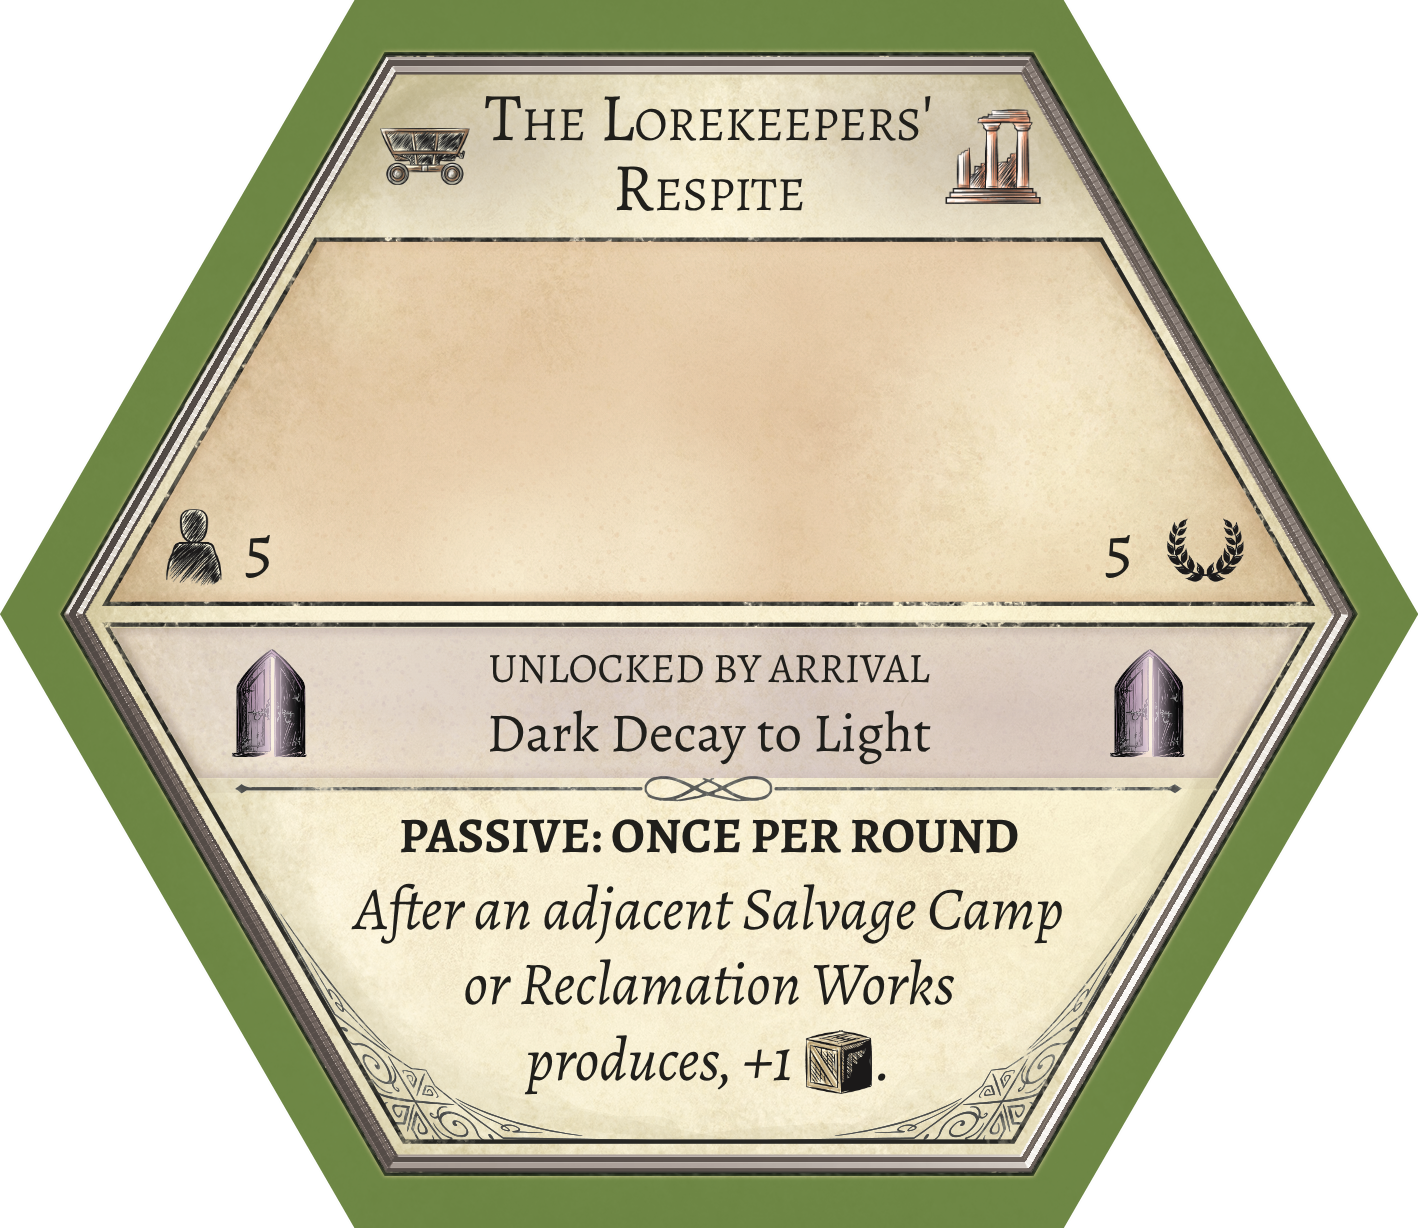 The Lorekeepers'
Respite
5
5
UNLOCKED BY ARRIVAL
Dark Decay to Light
PASSIVE: ONCE PER ROUND
After an adjacent Salvage Camp
or Reclamation Works
produces, +1 .